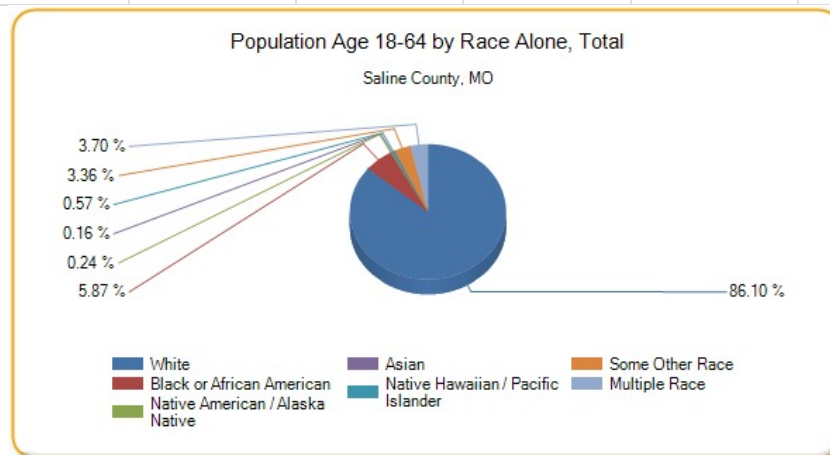 Population Age 18-64 by Race Alone, Total
Saline County, MO
3.70 %
3.36 %
0.57 %
0.16 %
0.24 %
5.87 %
86.10 %
White
Black or African American
Native American / Alaska
Native
Asian
Native Hawaiian / Pacific
Islander
Some Other Race
Multiple Race